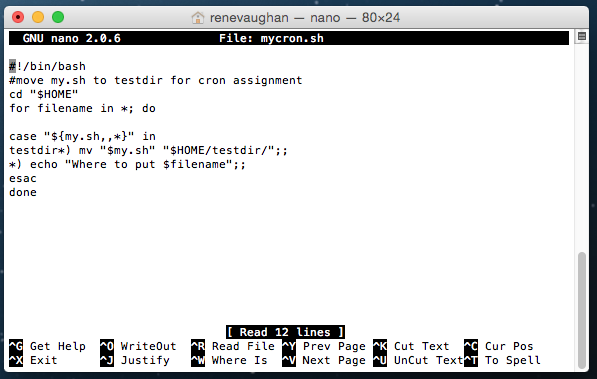 renevaughan — nano — 80×24
GNU nano 2.0.6 File: mycron.sh
#!/bin/bash
#move my.sh to testdir for cron assignment
cd "$HOME"
for filename in *; do
case "${my.sh,,*}" in
testdir*) mv "$my.sh" "$HOME/testdir/";;
*) echo "Where to put $filename";;
esac
done
[ Read 12 lines ]
^G Get Help ^O WriteOut ^R Read File ^Y Prev Page ^K Cut Text ^C Cur Pos
^X Exit ^J Justify ^W Where Is ^V Next Page ^U UnCut Text^T To Spell